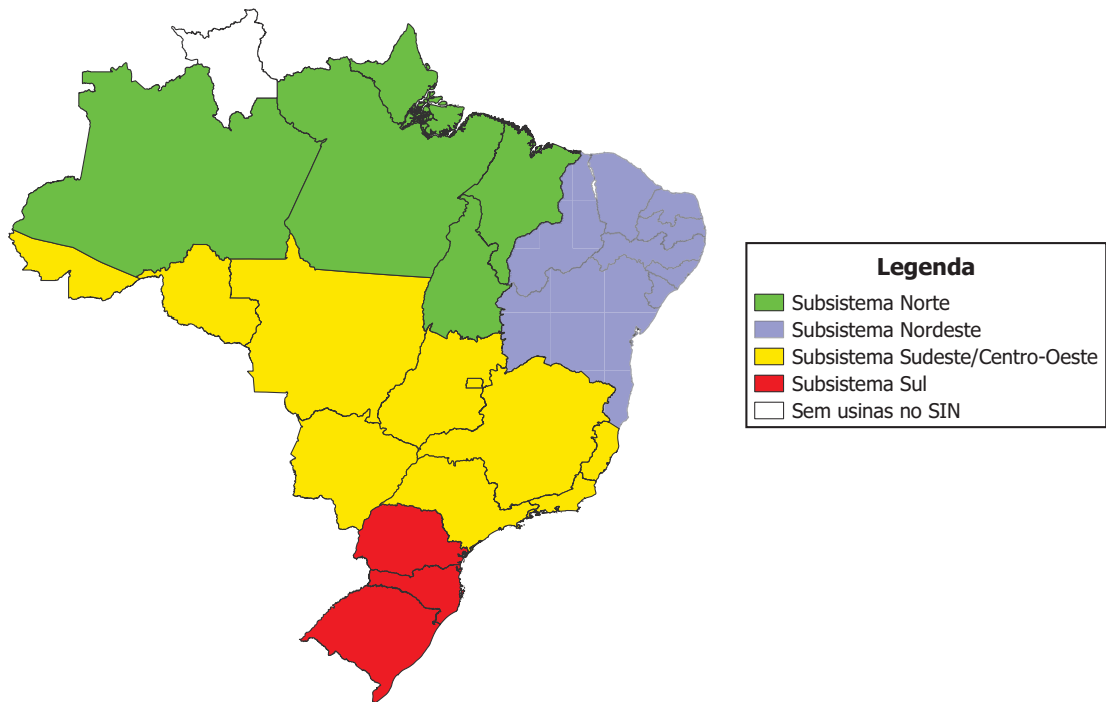 Legenda
Subsistema Norte
Subsistema Nordeste
Subsistema Sudeste/Centro-Oeste
Subsistema Sul
Sem usinas no SIN